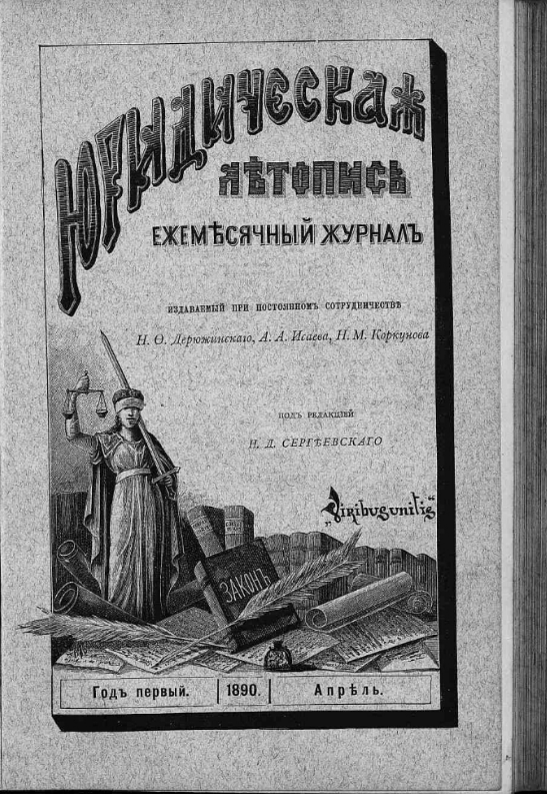 Юридическая
Лѣтопись
ЕЖЕМѢСЯЧНЫЙ ЖУРНАЛЪ
ИЗДАВАЕМЫЙ ПРИ ПОСТОЯННОМЪ СОТРУДНИЧЕСТВѢ
Н. Ѳ. Дерюжинскаго, А. А. Исаева, Н. М. Коркунова
ПОДЪ РЕДАКЦІЕЙ
Н. Д. СЕРГѢЕВСКАГО
„Viribus unitis“
ЗАКОНЪ
Годъ первый. 1890. Апрѣль.